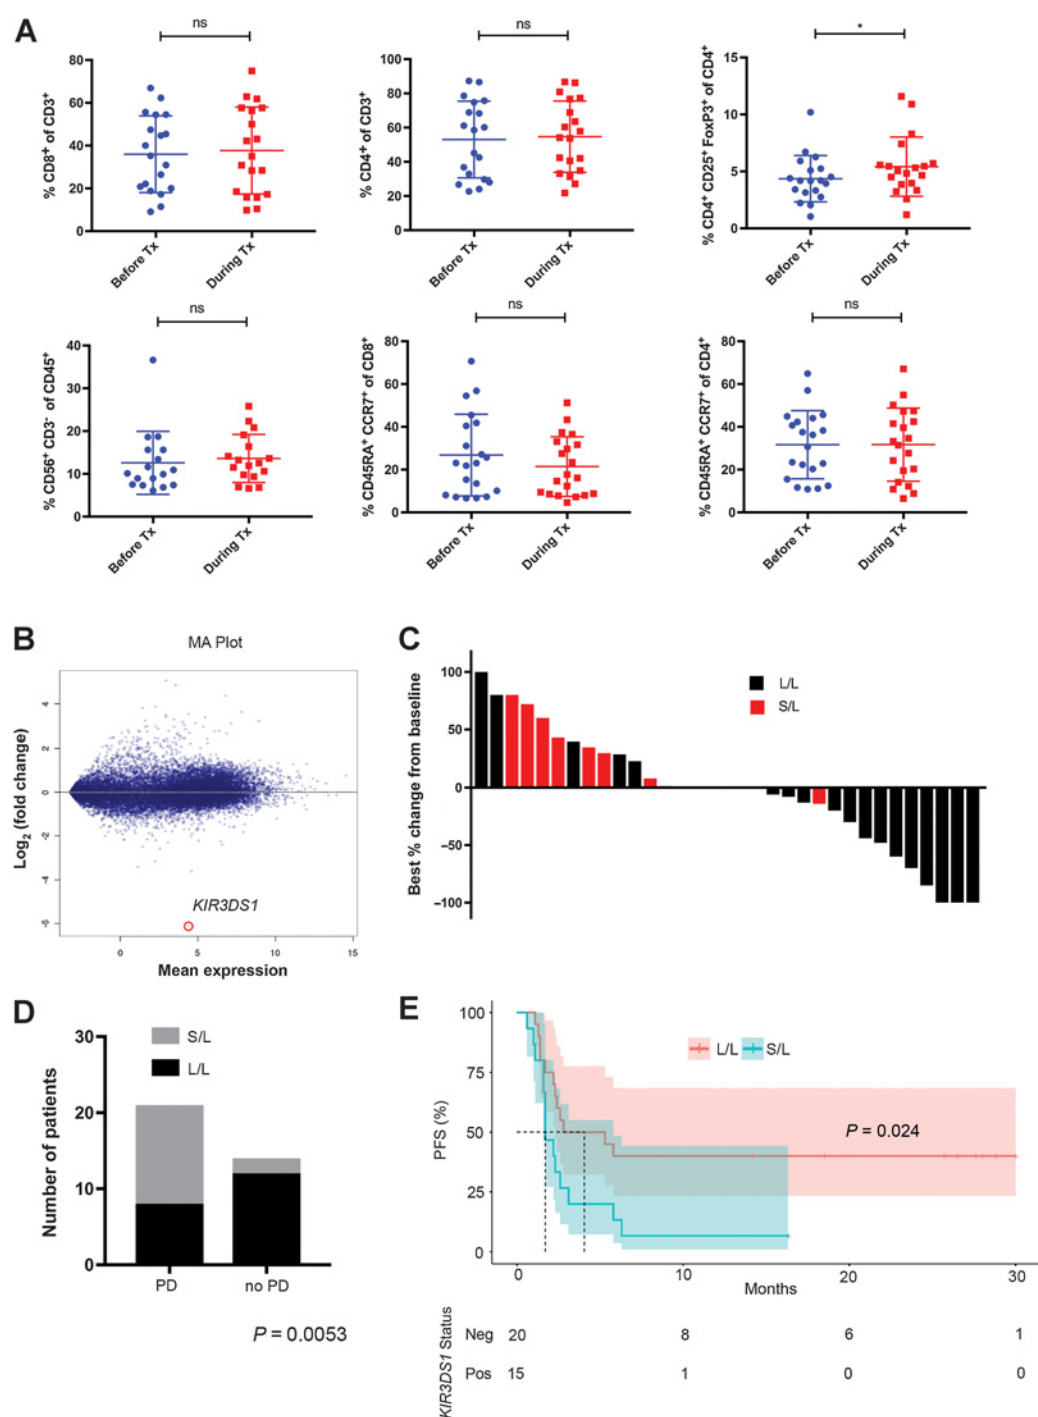 A
ns
% CD8+ of CD3+
80
60
40
20
0
Before Tx
During Tx
ns
% CD4+ of CD3+
100
80
60
40
20
0
Before Tx
During Tx
*
% CD4+ CD25+ FoxP3+ of CD4+
15
10
5
0
Before Tx
During Tx
ns
% CD56+ CD3- of CD45+
40
30
20
10
0
Before Tx
During Tx
ns
% CD45RA+ CCR7+ of CD8+
80
60
40
20
0
Before Tx
During Tx
ns
% CD45RA+ CCR7+ of CD4+
80
60
40
20
0
Before Tx
During Tx
B
MA Plot
Log2 (fold change)
4
2
0
-2
-4
-5
KIR3DS1
0
5
10
15
Mean expression
C
Best % change from baseline
100
50
0
-50
-100
L/L
S/L
D
Number of patients
30
20
10
0
S/L
L/L
PD
no PD
P = 0.0053
E
PFS (%)
100
75
50
25
0
L/L
S/L
P = 0.024
0
10
20
30
Months
KIR3DS1 Status
Neg 20 8 6 1
Pos 15 1 0 0